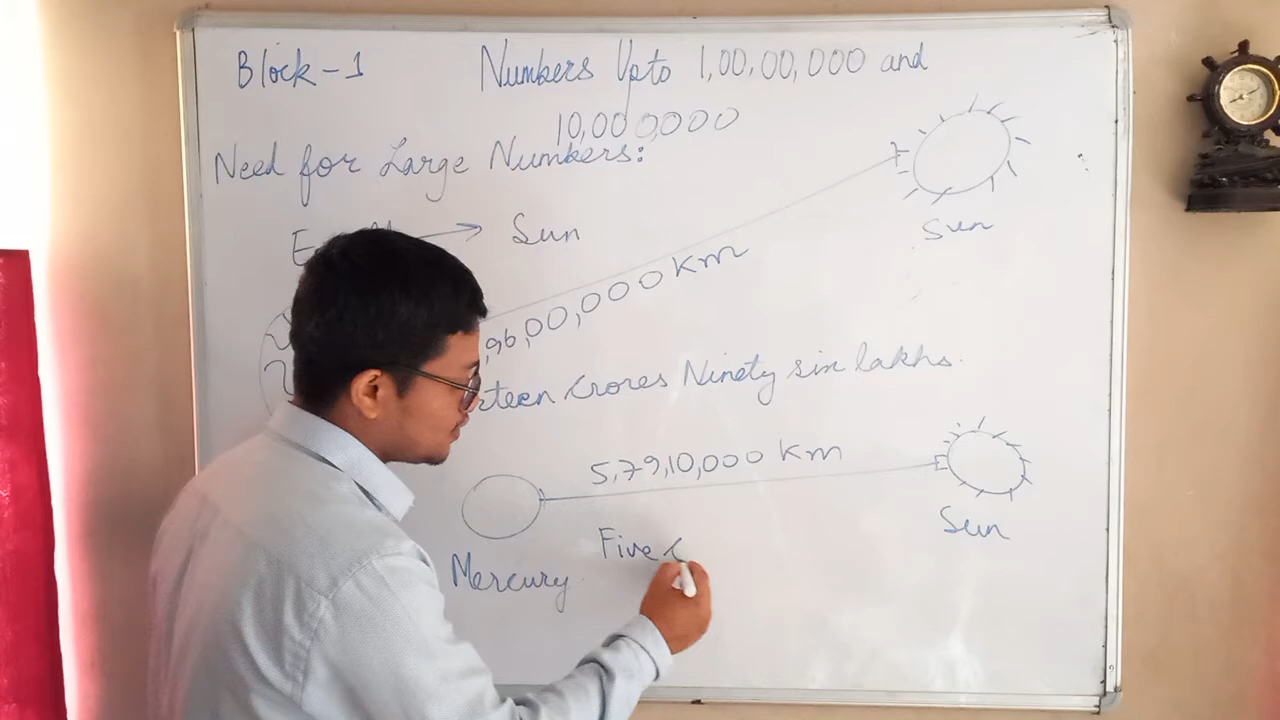 Block-1
Numbers Upto 1,00,00,000 and
10,000,000
Need for Large Numbers:
Sun
Sun
,96,00,000 km
Crores Ninety six lakhs.
5,79,10,000 Km
Sun
Five
Mercury